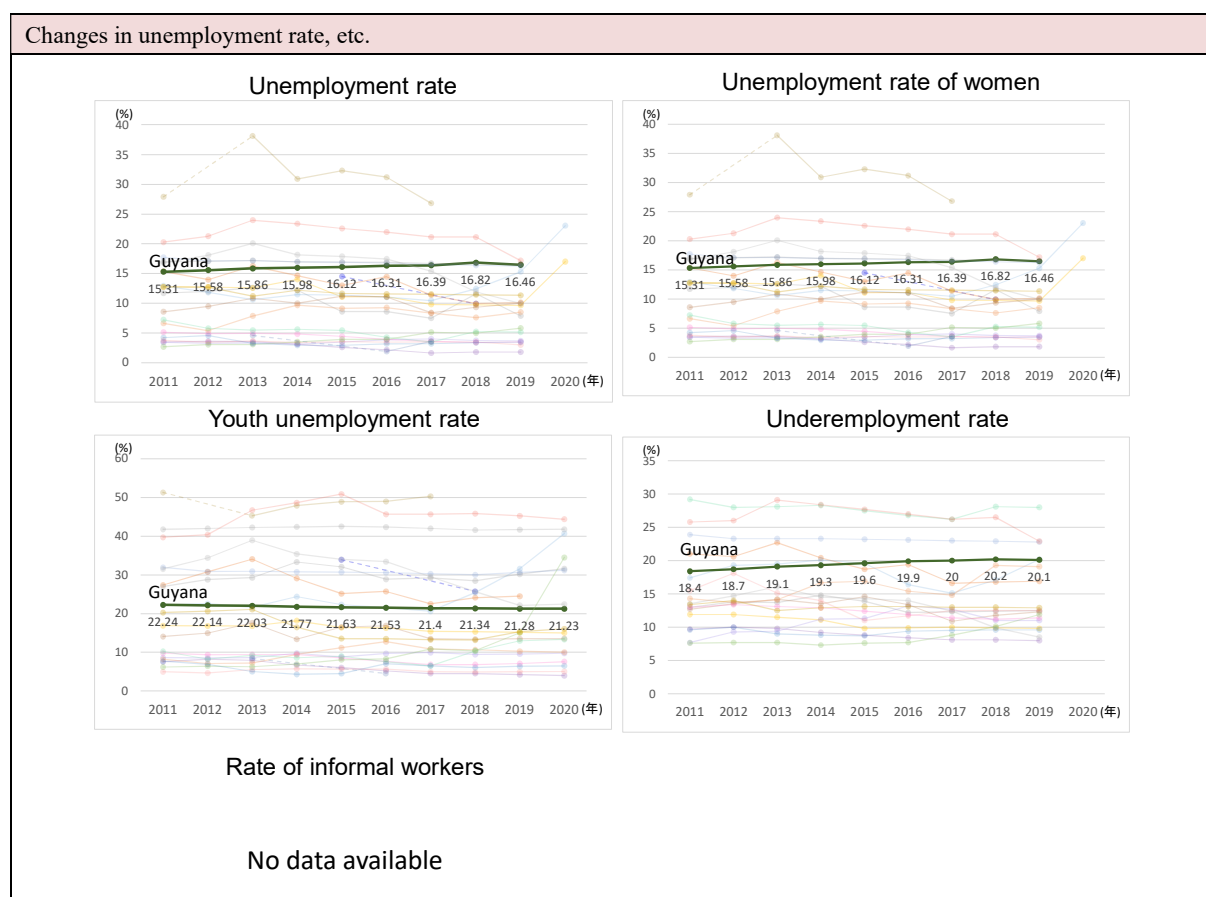 Changes in unemployment rate, etc.
Unemployment rate
(%)
40
35
30
25
20
15
10
5
0
Guyana
15.31 15.58 15.86 15.98 16.12 16.31 16.39 16.82 16.46
2011 2012 2013 2014 2015 2016 2017 2018 2019 2020 (年)
Unemployment rate of women
(%)
40
35
30
25
20
15
10
5
0
Guyana
15.31 15.58 15.86 15.98 16.12 16.31 16.39 16.82 16.46
2011 2012 2013 2014 2015 2016 2017 2018 2019 2020 (年)
Youth unemployment rate
(%)
60
50
40
30
20
10
0
Guyana
22.24 22.14 22.03 21.77 21.63 21.53 21.4 21.34 21.28 21.23
2011 2012 2013 2014 2015 2016 2017 2018 2019 2020 (年)
Underemployment rate
(%)
35
30
25
20
15
10
5
0
Guyana
18.4 18.7 19.1 19.3 19.6 19.9 20 20.2 20.1
2011 2012 2013 2014 2015 2016 2017 2018 2019 2020 (年)
Rate of informal workers
No data available